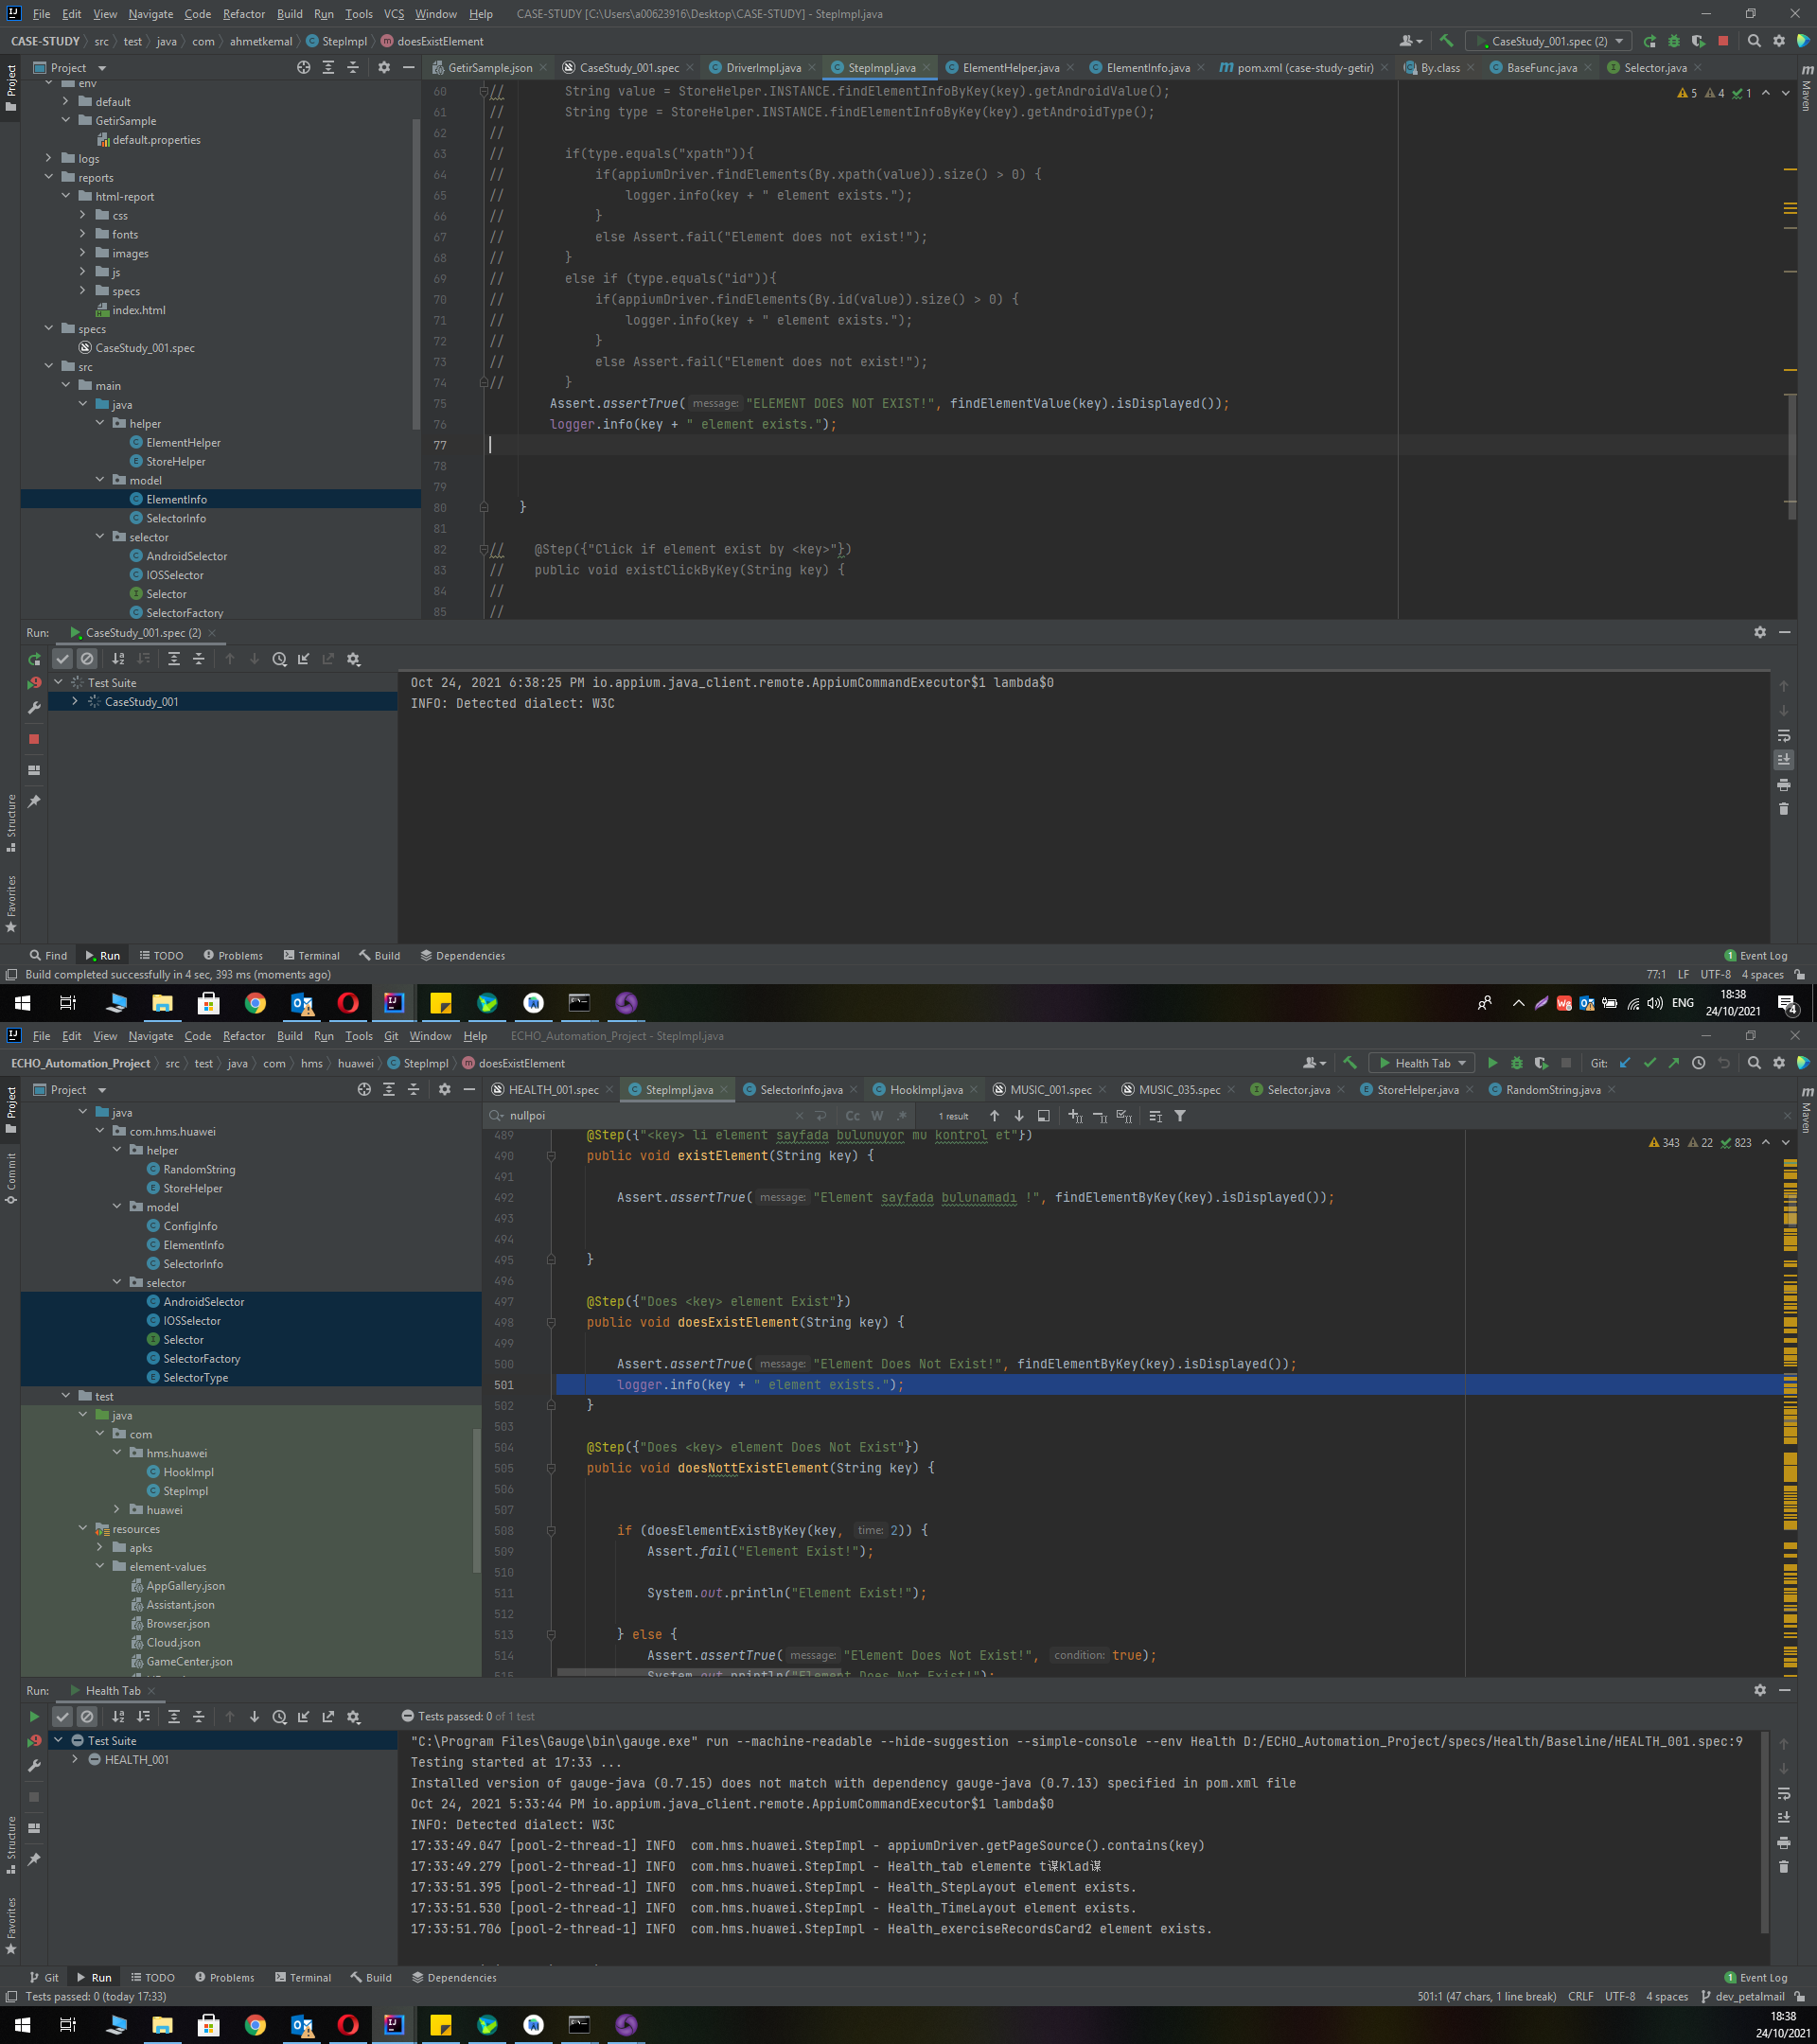 File Edit View Navigate Code Refactor Build Run Tools VCS Window Help CASE-STUDY [C:\Users\a00623916\Desktop\CASE-STUDY] - StepImpl.java
CASE-STUDY src test java com ahmetkemal StepImpl doesExistElement CaseStudy_001.spec (2)
Project GetirSample.json CaseStudy_001.spec DriverImpl.java StepImpl.java ElementHelper.java ElementInfo.java pom.xml (case-study-getir) By.class BaseFunc.java Selector.java
env
default
GetirSample
default.properties
logs
reports
html-report
css
fonts
images
js
specs
index.html
specs
CaseStudy_001.spec
src
main
java
helper
ElementHelper
StoreHelper
model
ElementInfo
SelectorInfo
selector
AndroidSelector
IOSSelector
Selector
SelectorFactory
5 4 1
60 // String value = StoreHelper.INSTANCE.findElementInfoByKey(key).getAndroidValue();
61 // String type = StoreHelper.INSTANCE.findElementInfoByKey(key).getAndroidType();
62 //
63 // if(type.equals("xpath")){
64 // if(appiumDriver.findElements(By.xpath(value)).size() > 0) {
65 // logger.info(key + " element exists.");
66 // }
67 // else Assert.fail("Element does not exist!");
68 // }
69 // else if (type.equals("id")){
70 // if(appiumDriver.findElements(By.id(value)).size() > 0) {
71 // logger.info(key + " element exists.");
72 // }
73 // else Assert.fail("Element does not exist!");
74 // }
75 Assert.assertTrue( message: "ELEMENT DOES NOT EXIST!", findElementValue(key).isDisplayed());
76 logger.info(key + " element exists.");
77
78
79
80 }
81
82 // @Step({"Click if element exist by <key>"})
83 // public void existClickByKey(String key) {
84 //
85 //
Project
Structure
Favorites
Maven
Run: CaseStudy_001.spec (2)
Test Suite
CaseStudy_001
Oct 24, 2021 6:38:25 PM io.appium.java_client.remote.AppiumCommandExecutor$1 lambda$0
INFO: Detected dialect: W3C
Find Run TODO Problems Terminal Build Dependencies 1 Event Log
Build completed successfully in 4 sec, 393 ms (moments ago) 77:1 LF UTF-8 4 spaces
ENG 18:38
24/10/2021 4
File Edit View Navigate Code Refactor Build Run Tools Git Window Help ECHO_Automation_Project - StepImpl.java
ECHO_Automation_Project src test java com hms huawei StepImpl doesExistElement Health Tab Git:
Project HEALTH_001.spec StepImpl.java SelectorInfo.java HookImpl.java MUSIC_001.spec MUSIC_035.spec Selector.java StoreHelper.java RandomString.java
nullpoi Cc W .* 1 result
java
com.hms.huawei
helper
RandomString
StoreHelper
model
ConfigInfo
ElementInfo
SelectorInfo
selector
AndroidSelector
IOSSelector
Selector
SelectorFactory
SelectorType
test
java
com
hms.huawei
HookImpl
StepImpl
huawei
resources
apks
element-values
AppGallery.json
Assistant.json
Browser.json
Cloud.json
GameCenter.json
343 22 823
489 @Step({"<key> li element sayfada bulunuyor mu kontrol et"})
490 public void existElement(String key) {
491
492 Assert.assertTrue( message: "Element sayfada bulunamadı !", findElementByKey(key).isDisplayed());
493
494
495 }
496
497 @Step({"Does <key> element Exist"})
498 public void doesExistElement(String key) {
499
500 Assert.assertTrue( message: "Element Does Not Exist!", findElementByKey(key).isDisplayed());
501 logger.info(key + " element exists.");
502 }
503
504 @Step({"Does <key> element Does Not Exist"})
505 public void doesNottExistElement(String key) {
506
507
508 if (doesElementExistByKey(key, time: 2)) {
509 Assert.fail("Element Exist!");
510
511 System.out.println("Element Exist!");
512
513 } else {
514 Assert.assertTrue( message: "Element Does Not Exist!", condition: true);
515 System.out.println("Element Does Not Exist!");
Project
Commit
Structure
Favorites
Maven
Run: Health Tab
Tests passed: 0 of 1 test
Test Suite
HEALTH_001
"C:\Program Files\Gauge\bin\gauge.exe" run --machine-readable --hide-suggestion --simple-console --env Health D:/ECHO_Automation_Project/specs/Health/Baseline/HEALTH_001.spec:9
Testing started at 17:33 ...
Installed version of gauge-java (0.7.15) does not match with dependency gauge-java (0.7.13) specified in pom.xml file
Oct 24, 2021 5:33:44 PM io.appium.java_client.remote.AppiumCommandExecutor$1 lambda$0
INFO: Detected dialect: W3C
17:33:49.047 [pool-2-thread-1] INFO com.hms.huawei.StepImpl - appiumDriver.getPageSource().contains(key)
17:33:49.279 [pool-2-thread-1] INFO com.hms.huawei.StepImpl - Health_tab elemente t谋klad谋
17:33:51.395 [pool-2-thread-1] INFO com.hms.huawei.StepImpl - Health_StepLayout element exists.
17:33:51.530 [pool-2-thread-1] INFO com.hms.huawei.StepImpl - Health_TimeLayout element exists.
17:33:51.706 [pool-2-thread-1] INFO com.hms.huawei.StepImpl - Health_exerciseRecordsCard2 element exists.
Git Run TODO Problems Terminal Build Dependencies 1 Event Log
Tests passed: 0 (today 17:33) 501:1 (47 chars, 1 line break) CRLF UTF-8 4 spaces dev_petalmail
18:38
24/10/2021